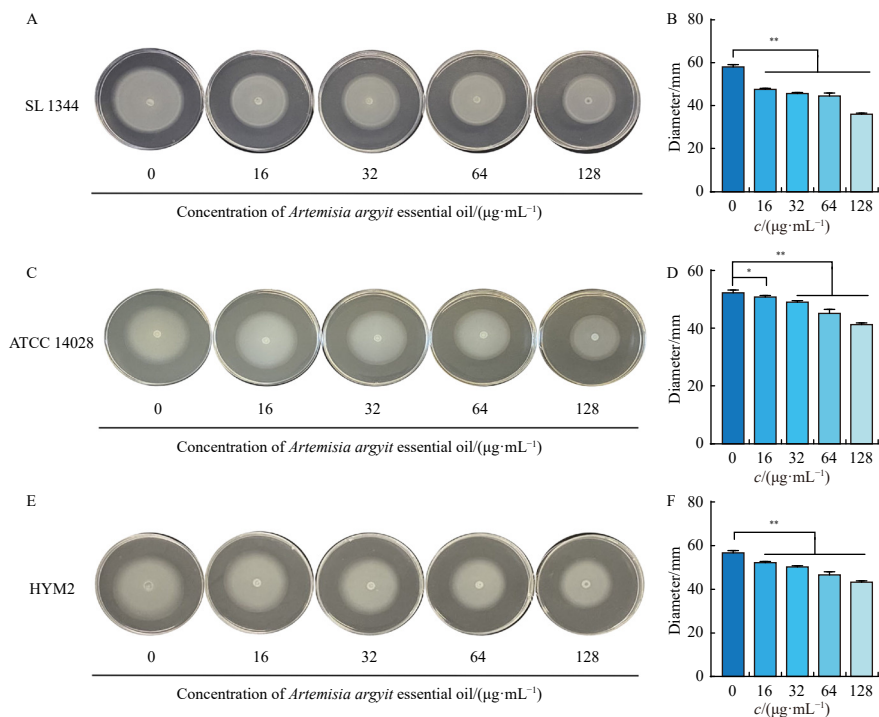 A
SL 1344
0 16 32 64 128
Concentration of Artemisia argyit essential oil/(μg·mL⁻¹)
B
**
Diameter/mm
80
60
40
20
0
0 16 32 64 128
c/(μg·mL⁻¹)
C
ATCC 14028
0 16 32 64 128
Concentration of Artemisia argyit essential oil/(μg·mL⁻¹)
D
**
*
Diameter/mm
60
40
20
0
0 16 32 64 128
c/(μg·mL⁻¹)
E
HYM2
0 16 32 64 128
Concentration of Artemisia argyit essential oil/(μg·mL⁻¹)
F
**
Diameter/mm
80
60
40
20
0
0 16 32 64 128
c/(μg·mL⁻¹)